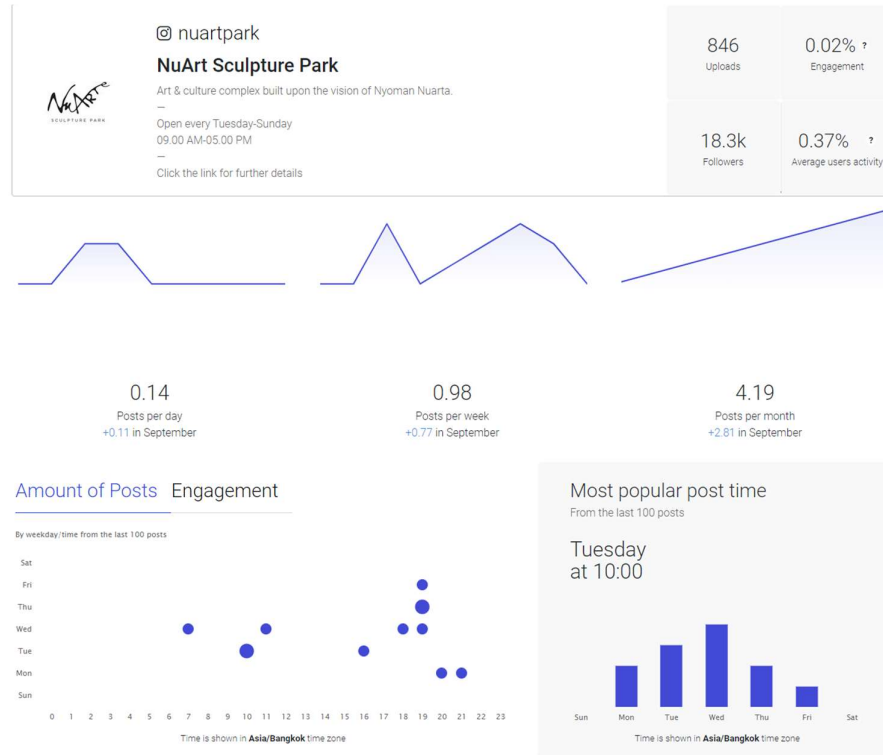 nuartpark
NuArt Sculpture Park
Art & culture complex built upon the vision of Nyoman Nuarta.
—
Open every Tuesday-Sunday
09.00 AM-05.00 PM
—
Click the link for further details
NuArTe
SCULPTURE PARK
846
Uploads
0.02% ?
Engagement
18.3k
Followers
0.37% ?
Average users activity
0.14
Posts per day
+0.11 in September
0.98
Posts per week
+0.77 in September
4.19
Posts per month
+2.81 in September
Amount of Posts Engagement
By weekday/time from the last 100 posts
Sat
Fri
Thu
Wed
Tue
Mon
Sun
0 1 2 3 4 5 6 7 8 9 10 11 12 13 14 15 16 17 18 19 20 21 22 23
Time is shown in Asia/Bangkok time zone
Most popular post time
From the last 100 posts
Tuesday
at 10:00
Sun Mon Tue Wed Thu Fri Sat
Time is shown in Asia/Bangkok time zone